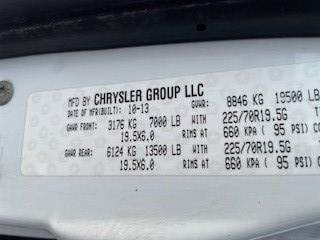 MFD BY CHRYSLER GROUP LLC
DATE OF MFR(BUILT): 10-13 GVWR: 8846 KG 19500 LB
GAWR FRONT: 3176 KG 7000 LB WITH 225/70R19.5G
19.5X6.0 RIMS AT 660 KPA ( 95 PSI)
GAWR REAR: 6124 KG 13500 LB WITH 225/70R19.5G
19.5X6.0 RIMS AT 660 KPA ( 95 PSI)